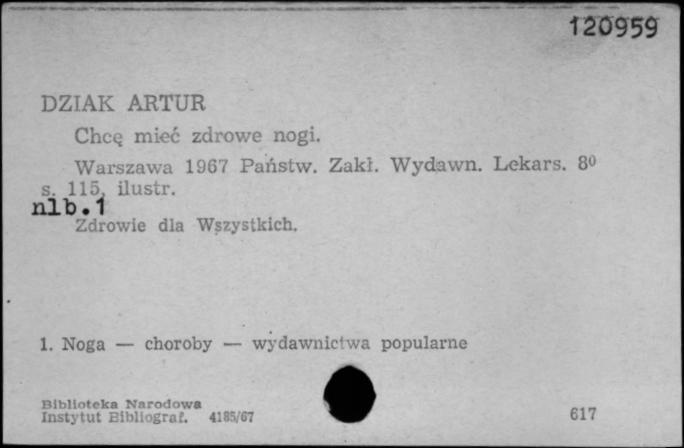 120959
DZIAK ARTUR
Chcę mieć zdrowe nogi.
Warszawa 1967 Państw. Zakł. Wydawn. Lekars. 8⁰
s. 115, ilustr.
nlb.1
Zdrowie dla Wszystkich.
1. Noga — choroby — wydawnictwa popularne
Biblioteka Narodowa
Instytut Bibliograf. 4185/67
617